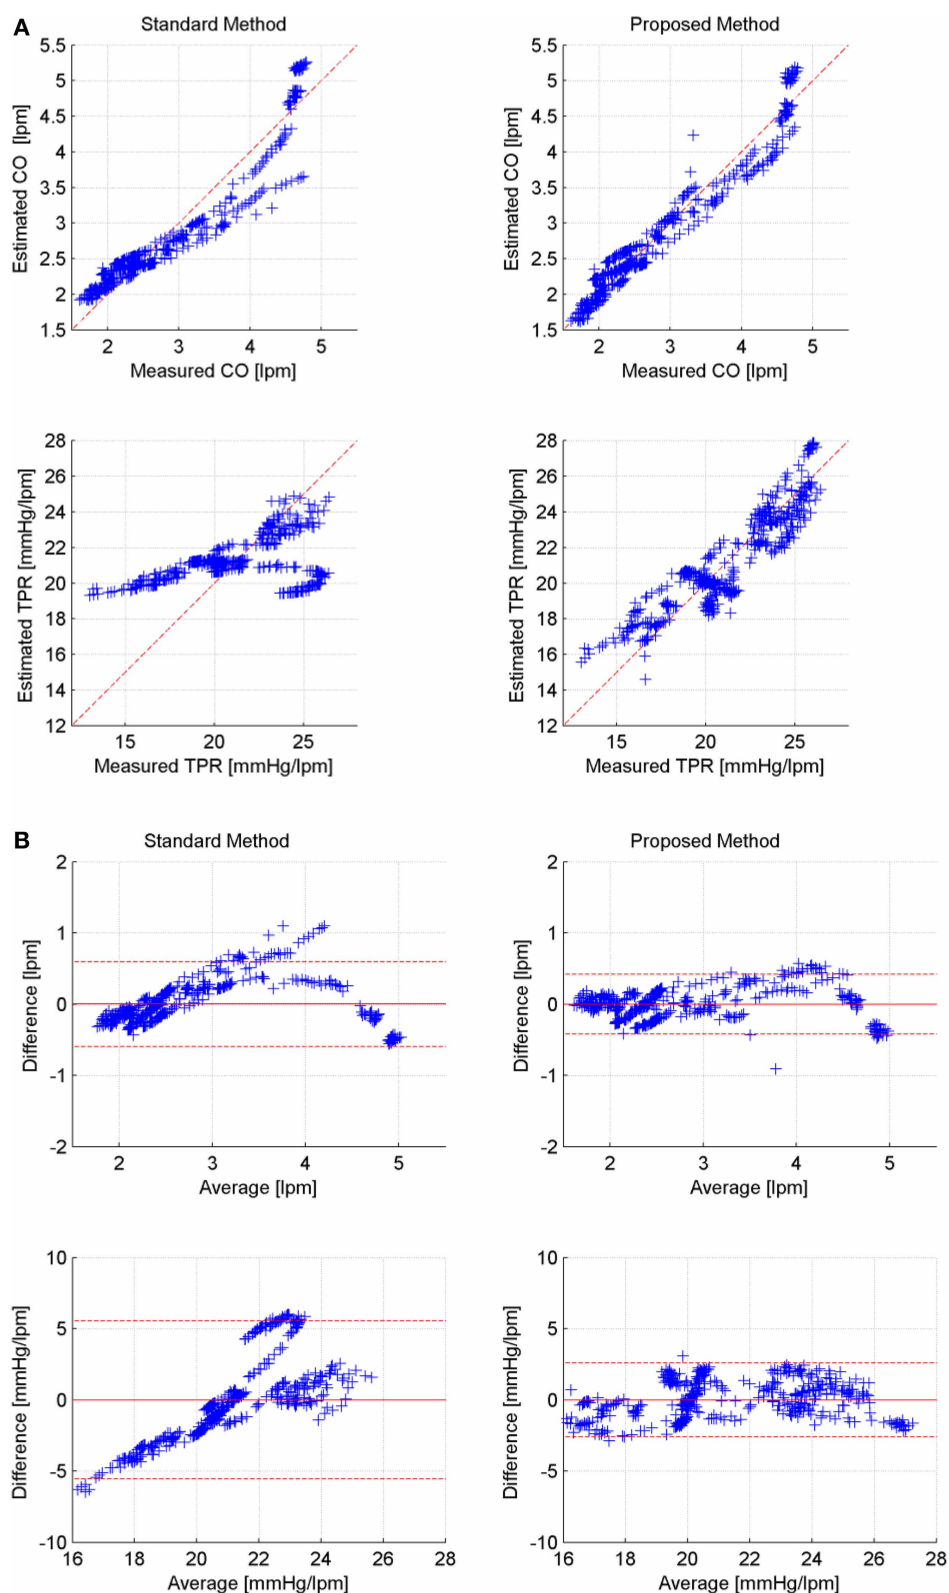 A
Standard Method
Proposed Method
5.5
5
4.5
4
3.5
3
2.5
2
1.5
Estimated CO [lpm]
2 3 4 5
Measured CO [lpm]
5.5
5
4.5
4
3.5
3
2.5
2
1.5
Estimated CO [lpm]
2 3 4 5
Measured CO [lpm]
28
26
24
22
20
18
16
14
12
Estimated TPR [mmHg/lpm]
15 20 25
Measured TPR [mmHg/lpm]
28
26
24
22
20
18
16
14
12
Estimated TPR [mmHg/lpm]
15 20 25
Measured TPR [mmHg/lpm]
B
Standard Method
Proposed Method
2
1
0
-1
-2
Difference [lpm]
2 3 4 5
Average [lpm]
2
1
0
-1
-2
Difference [lpm]
2 3 4 5
Average [lpm]
10
5
0
-5
-10
Difference [mmHg/lpm]
16 18 20 22 24 26 28
Average [mmHg/lpm]
10
5
0
-5
-10
Difference [mmHg/lpm]
16 18 20 22 24 26 28
Average [mmHg/lpm]